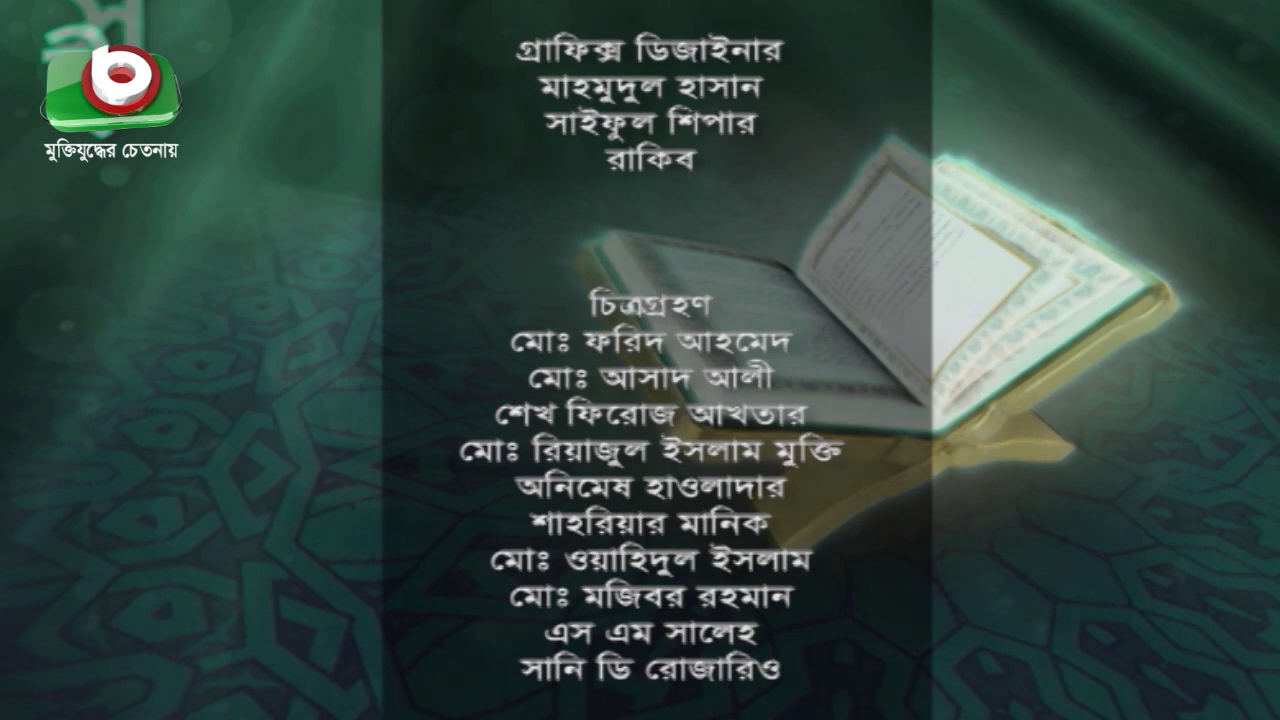 মুক্তিযুদ্ধের চেতনায়
গ্রাফিক্স ডিজাইনার
মাহমুদুল হাসান
সাইফুল শিপার
রাকিব
চিত্রগ্রহণ
মোঃ ফরিদ আহমেদ
মোঃ আসাদ আলী
শেখ ফিরোজ আখতার
মোঃ রিয়াজুল ইসলাম মুক্তি
অনিমেষ হাওলাদার
শাহরিয়ার মানিক
মোঃ ওয়াহিদুল ইসলাম
মোঃ মজিবর রহমান
এস এম সালেহ
সানি ডি রোজারিও